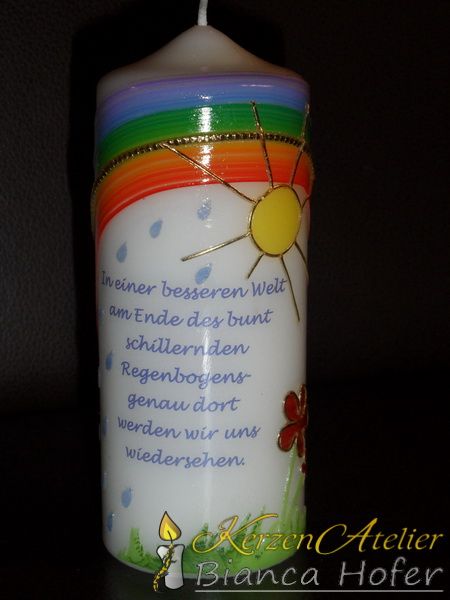 In einer besseren Welt
am Ende des bunt
schillernden
Regenbogens-
genau dort
werden wir uns
wiedersehen.
KerzenAtelier
Bianca Hofer